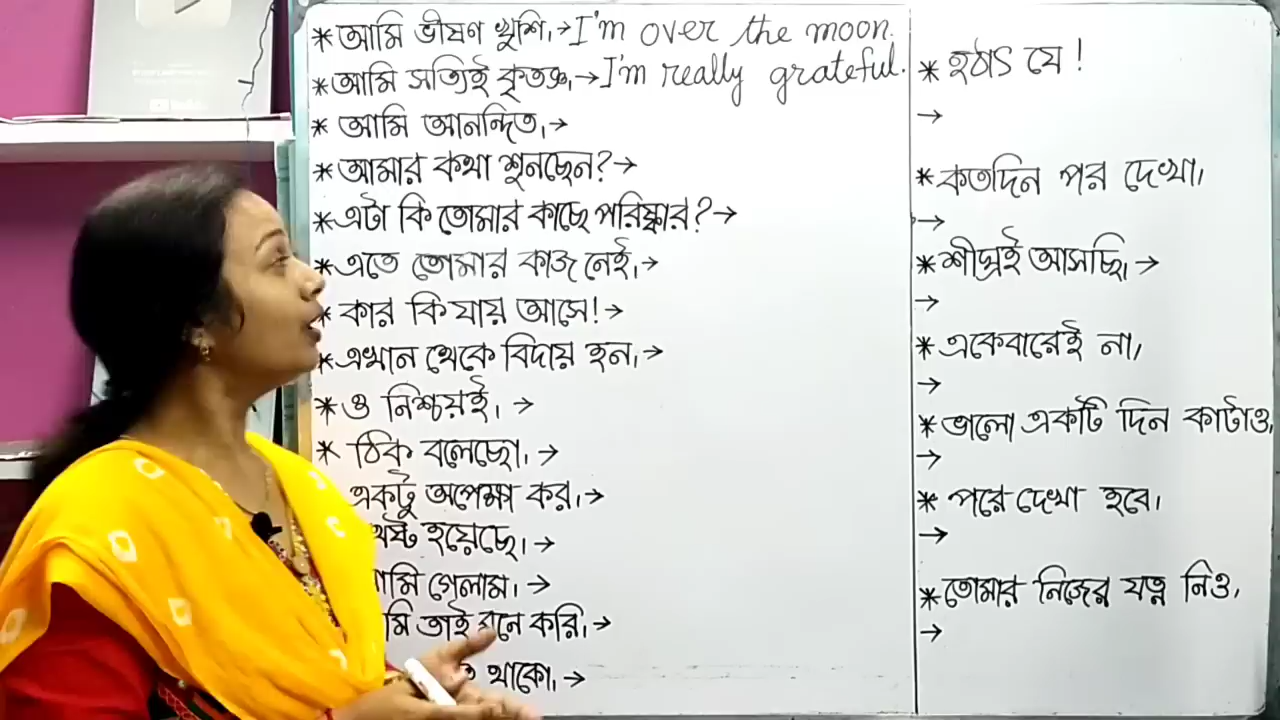 * আমি ভীষণ খুশি।→ I'm over the moon.
* আমি সত্যিই কৃতজ্ঞ।→ I'm really grateful.
* আমি আনন্দিত।→
* আমার কথা শুনছেন?→
* এটা কি তোমার কাছে পরিষ্কার?→
* এতে তোমার কাজ নেই।→
* কার কি যায় আসে!→
* এখান থেকে বিদায় হন।→
* ও নিশ্চয়ই।→
* ঠিক বলেছো।→
একটু অপেক্ষা কর।→
হয়েছে।→
গেলাম।→
তাই মনে করি।→
থাকো।→
* হঠাৎ যে!
→
* কতদিন পর দেখা।
→
* শীঘ্রই আসছি।→
→
* একেবারেই না।
→
* ভালো একটি দিন কাটাও।
→
* পরে দেখা হবে।
→
* তোমার নিজের যত্ন নিও।
→